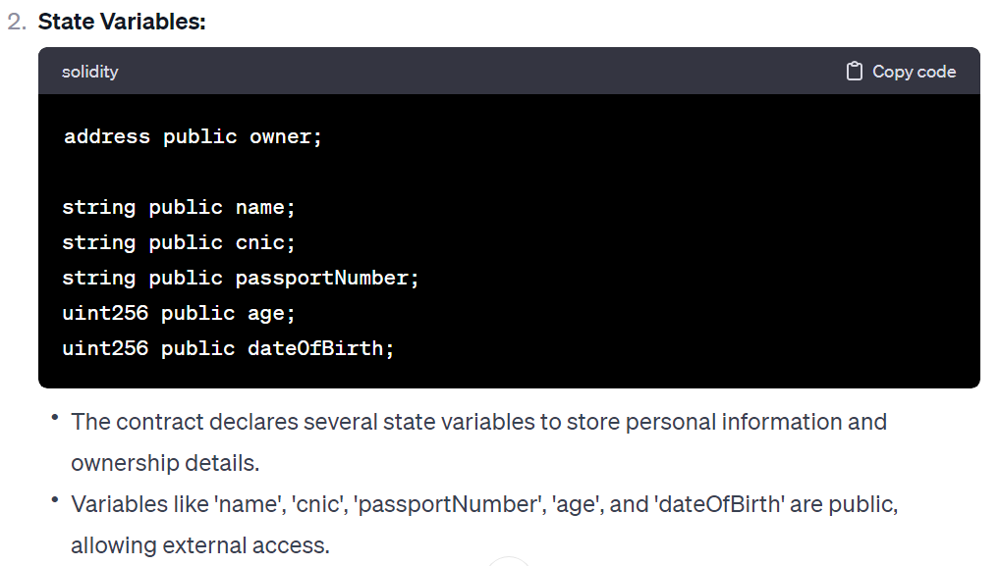 2. State Variables:
solidity Copy code
address public owner;
string public name;
string public cnic;
string public passportNumber;
uint256 public age;
uint256 public dateOfBirth;
• The contract declares several state variables to store personal information and
ownership details.
• Variables like 'name', 'cnic', 'passportNumber', 'age', and 'dateOfBirth' are public,
allowing external access.